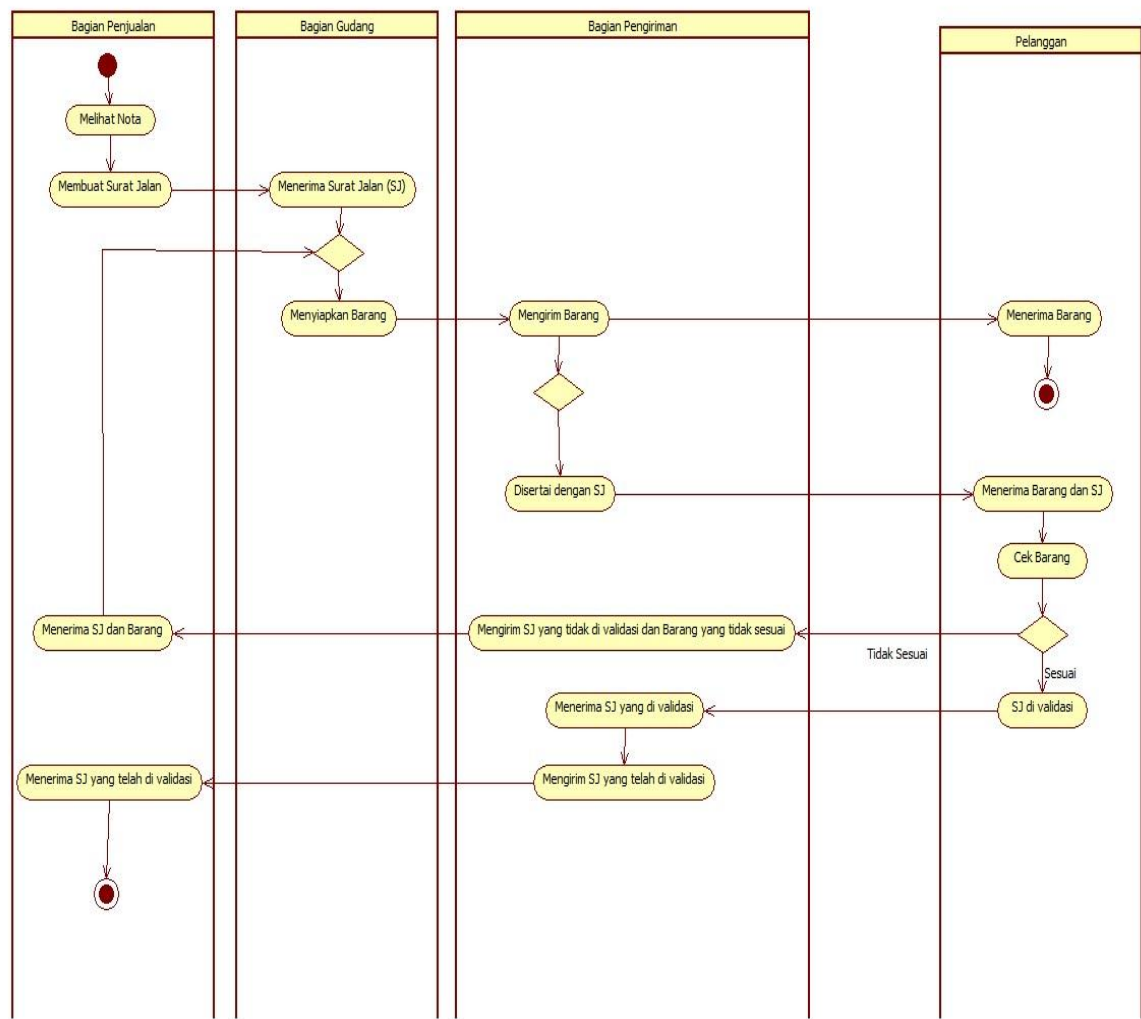 Bagian Penjualan
Bagian Gudang
Bagian Pengiriman
Pelanggan
Melihat Nota
Membuat Surat Jalan
Menerima Surat Jalan (SJ)
Menyiapkan Barang
Mengirim Barang
Menerima Barang
Disertai dengan SJ
Menerima Barang dan SJ
Cek Barang
Menerima SJ dan Barang
Mengirim SJ yang tidak di validasi dan Barang yang tidak sesuai
Tidak Sesuai
Sesuai
Menerima SJ yang di validasi
SJ di validasi
Menerima SJ yang telah di validasi
Mengirim SJ yang telah di validasi